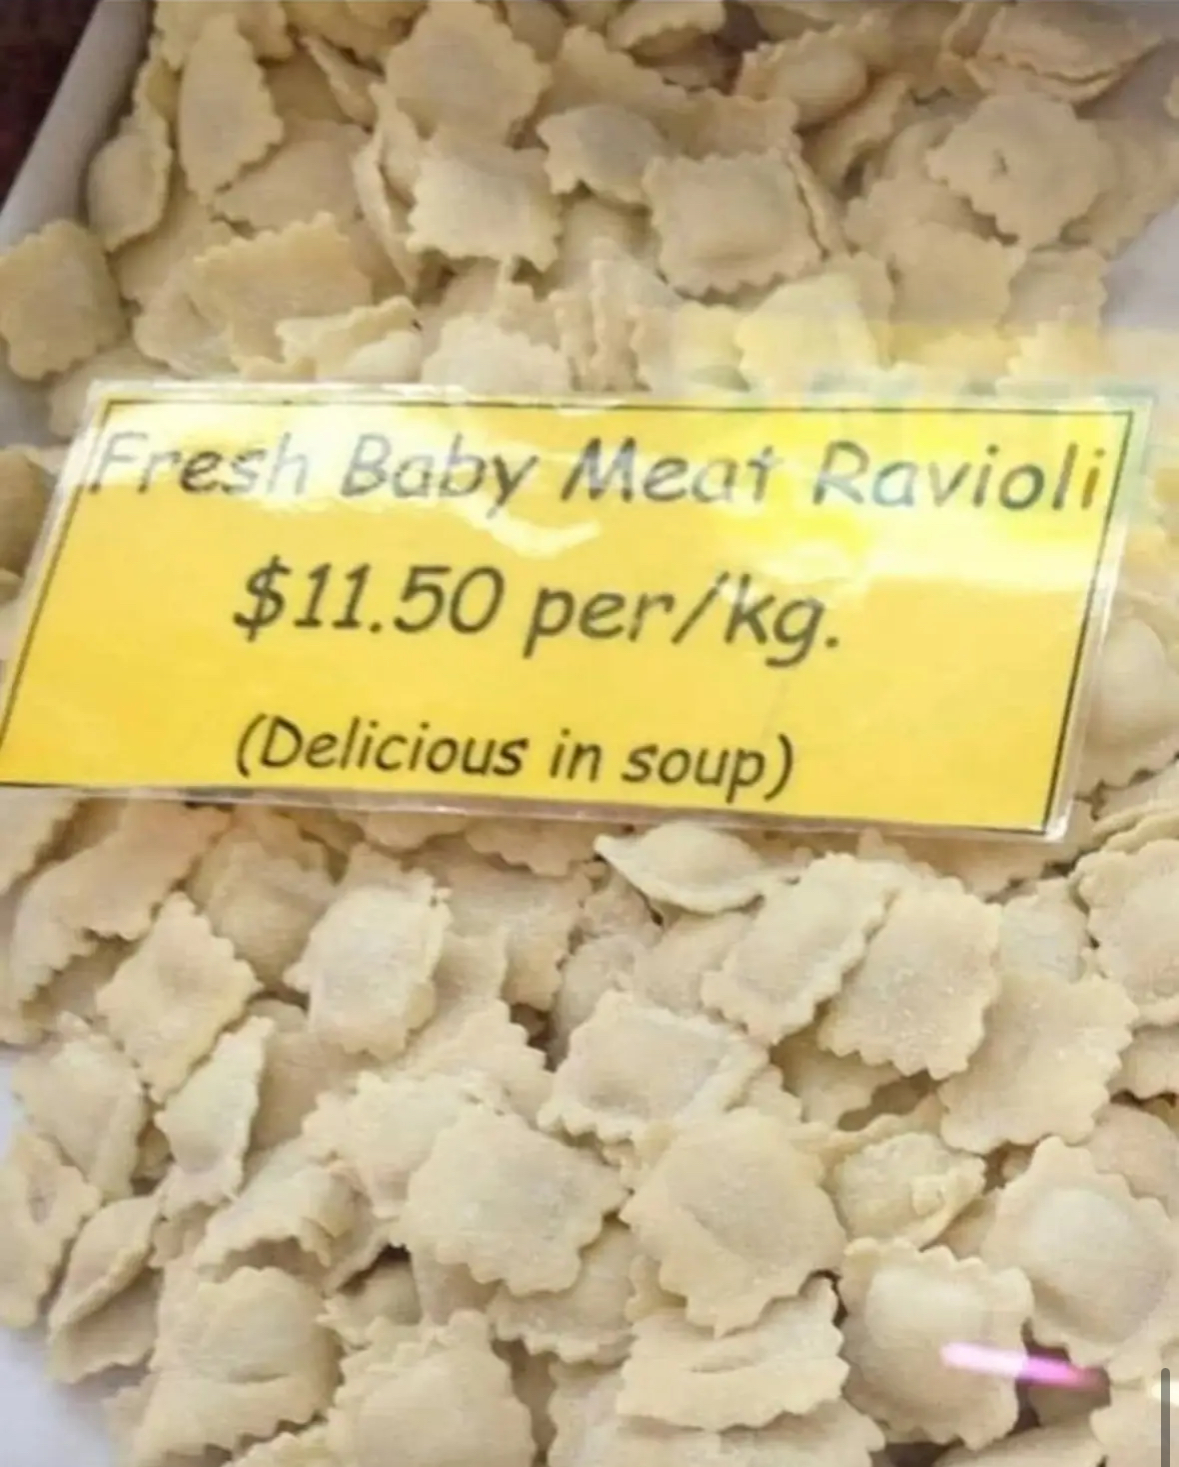 Fresh Baby Meat Ravioli
$11.50 per/kg.
(Delicious in soup)